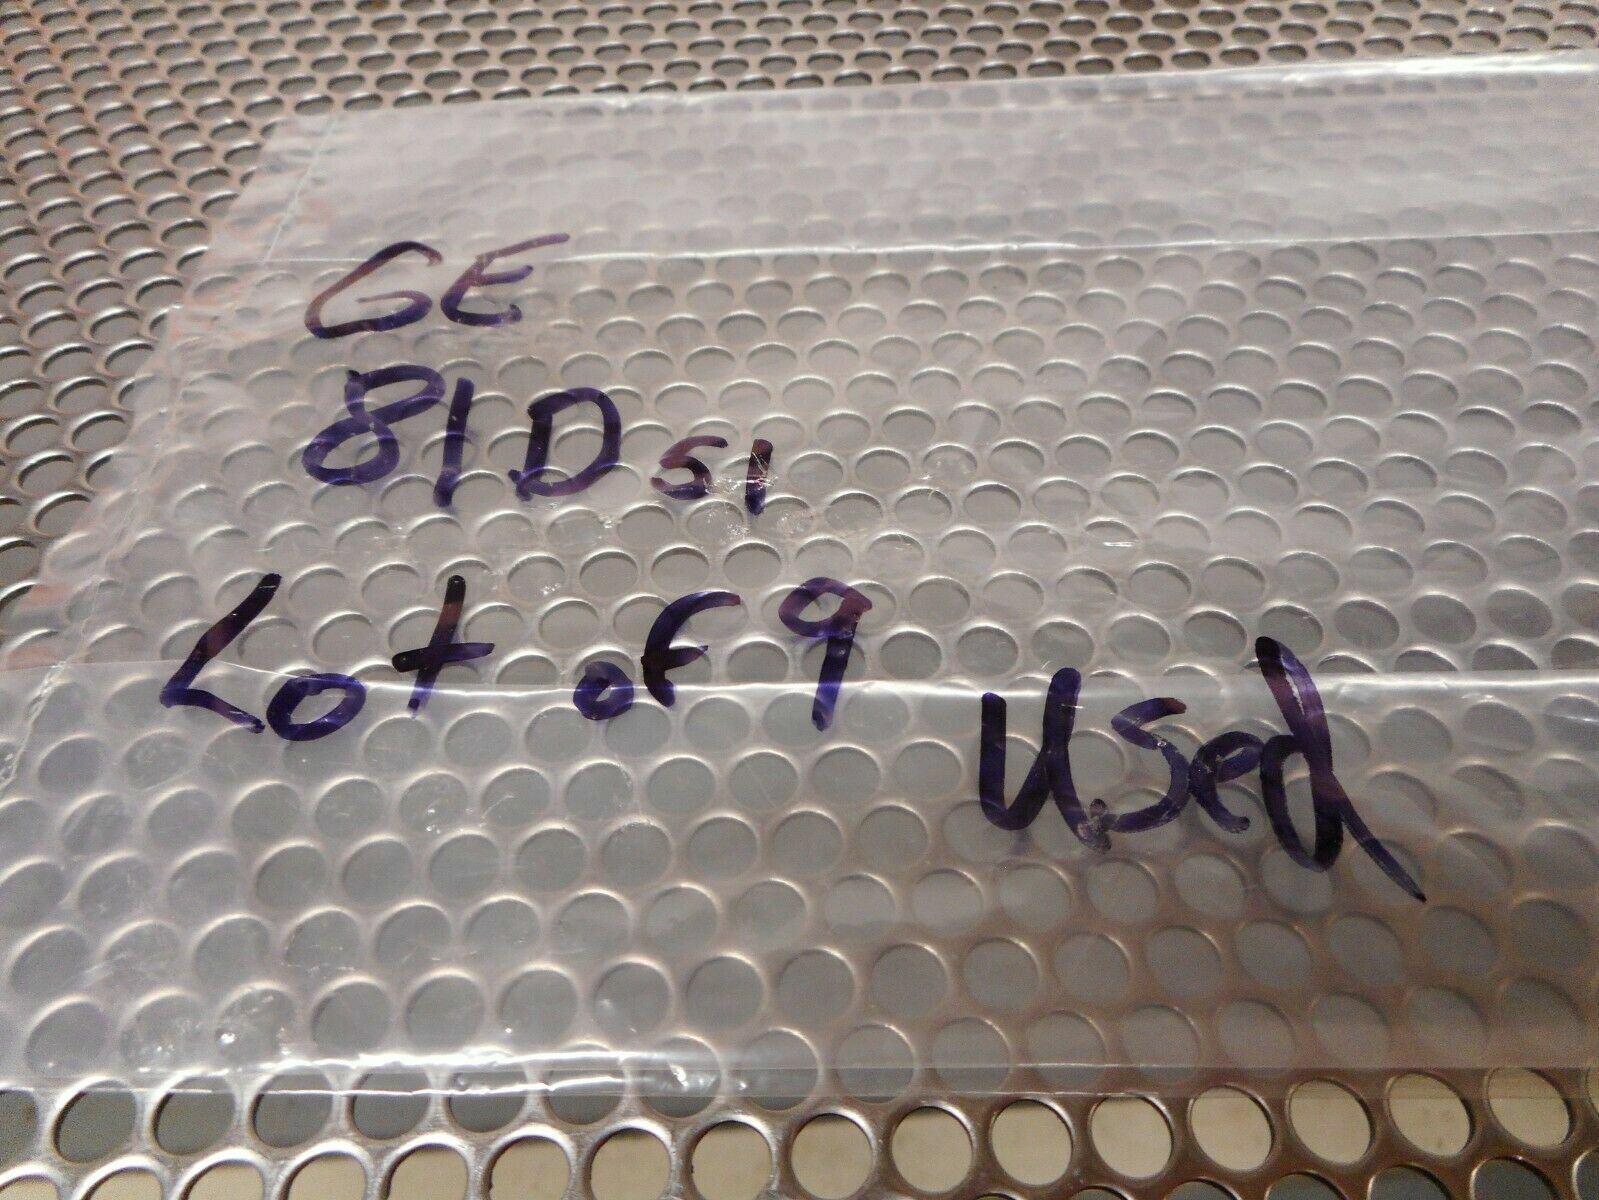 GE
81D51
Lot of 9
Used